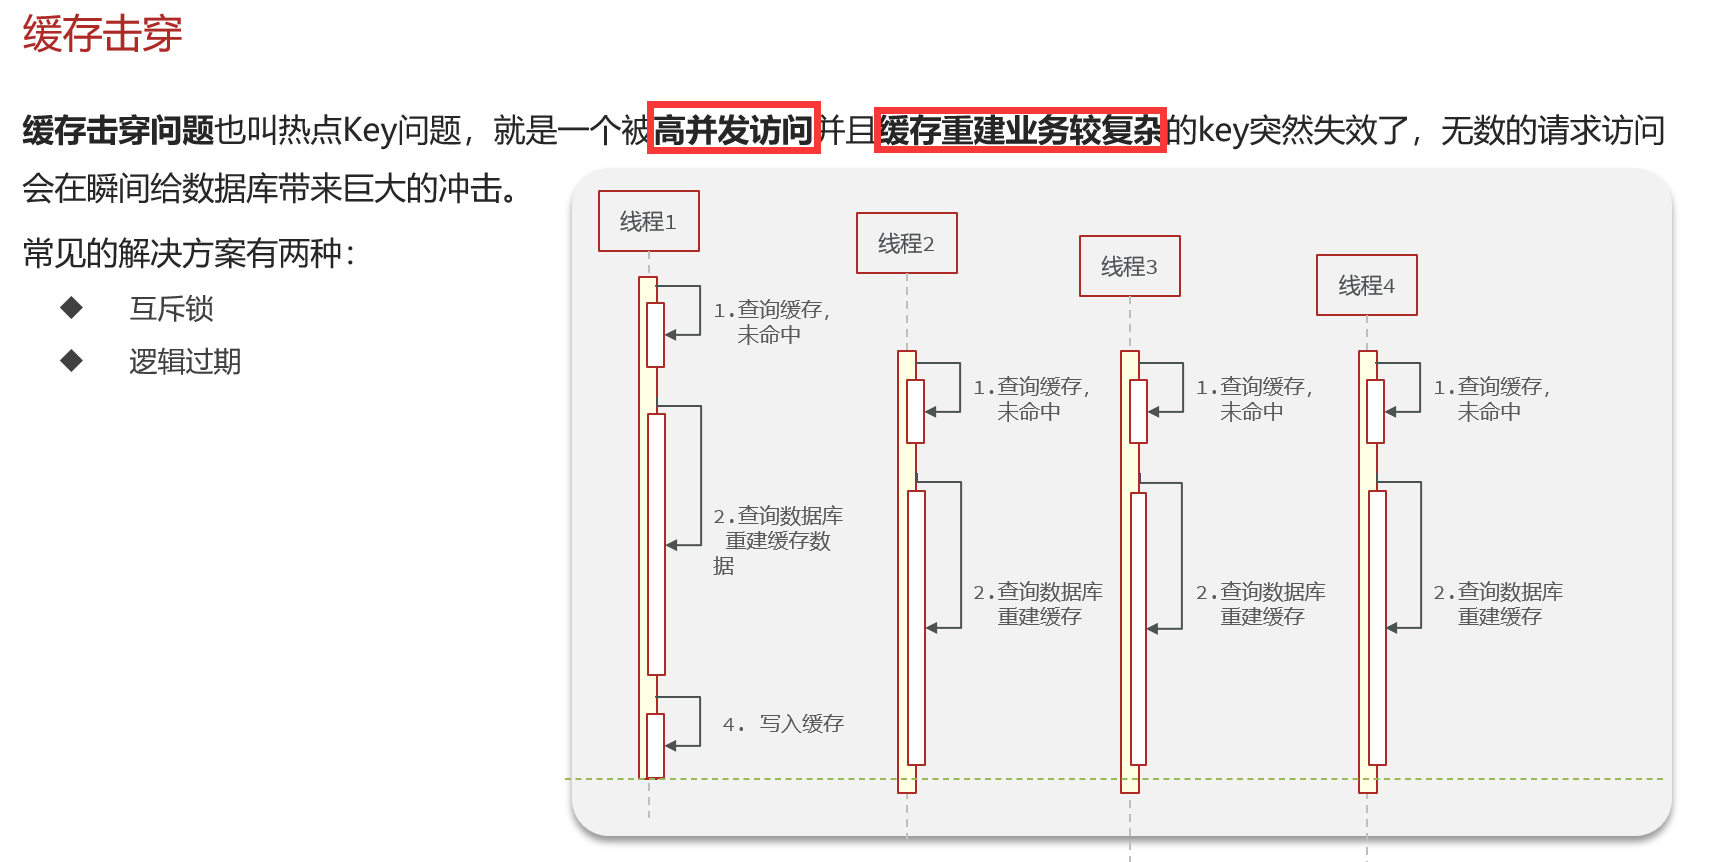 缓存击穿
缓存击穿问题也叫热点Key问题，就是一个被高并发访问并且缓存重建业务较复杂的key突然失效了，无数的请求访问
会在瞬间给数据库带来巨大的冲击。
常见的解决方案有两种：
互斥锁
逻辑过期
线程1
1.查询缓存，
未命中
2.查询数据库
重建缓存数
据
4. 写入缓存
线程2
1.查询缓存，
未命中
2.查询数据库
重建缓存
线程3
1.查询缓存，
未命中
2.查询数据库
重建缓存
线程4
1.查询缓存，
未命中
2.查询数据库
重建缓存